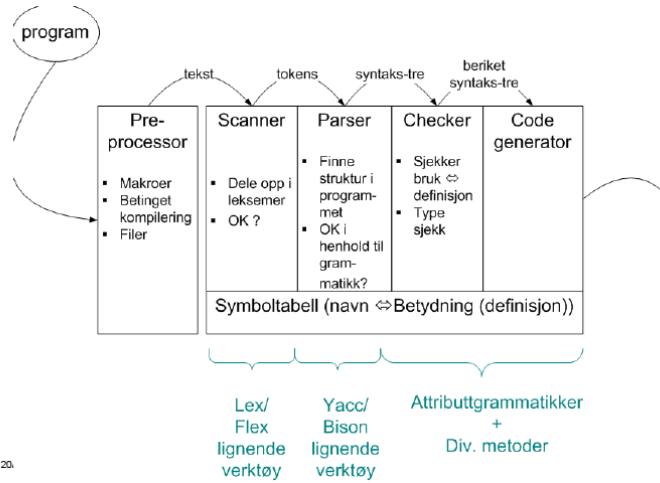 program
tekst
tokens
syntaks-tre
beriket
syntaks-tre
Pre-
processor
▪ Makroer
▪ Betinget
kompilering
▪ Filer
Scanner
▪ Dele opp i
leksemer
▪ OK ?
Parser
▪ Finne
struktur i
program-
met
▪ OK i
henhold til
gram-
matikk?
Checker
▪ Sjekker
bruk ⇔
definisjon
▪ Type
sjekk
Code
generator
Symboltabell (navn ⇔Betydning (definisjon))
Lex/
Flex
lignende
verktøy
Yacc/
Bison
lignende
verktøy
Attributtgrammatikker
+
Div. metoder
20.